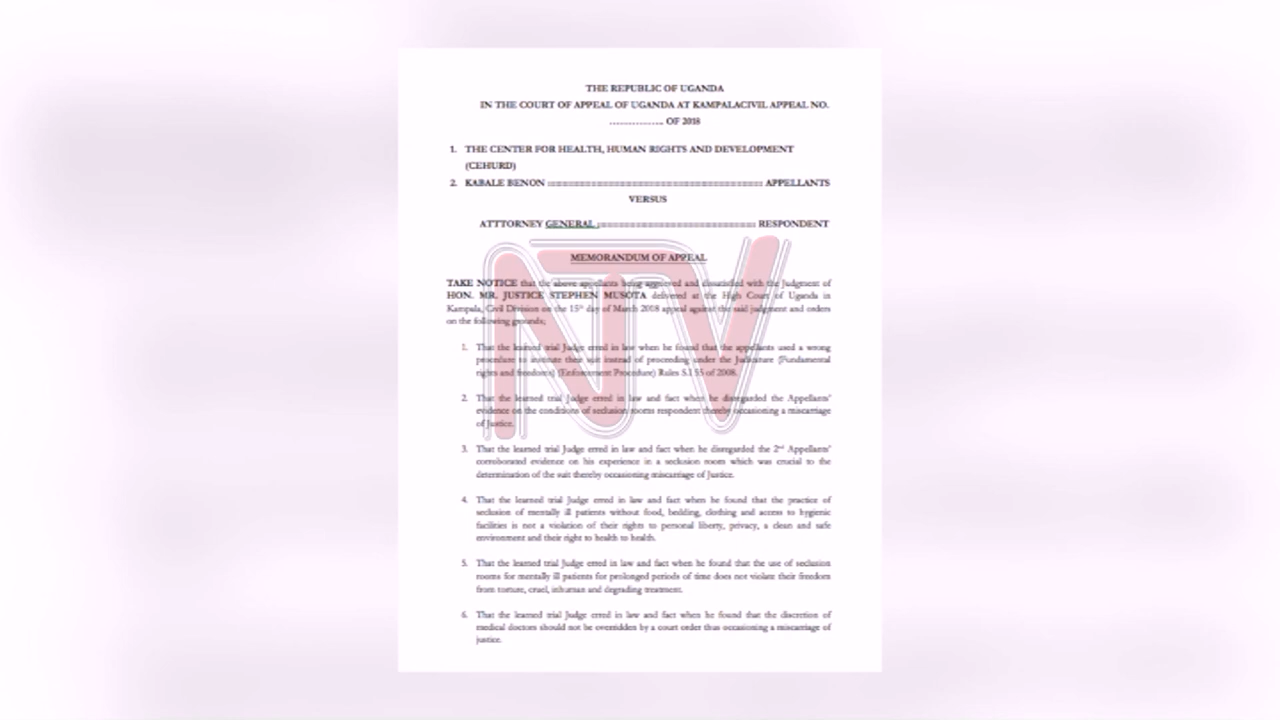 THE REPUBLIC OF UGANDA
IN THE COURT OF APPEAL OF UGANDA AT KAMPALACIVIL APPEAL NO.
................ OF 2018
1. THE CENTER FOR HEALTH, HUMAN RIGHTS AND DEVELOPMENT
(CEHURD)
2. KABALE BENON :::::::::::::::::::::::::::::::::::::::::::::::: APPELLANTS
VERSUS
ATTTORNEY GENERAL :::::::::::::::::::::::::::::::::::::::: RESPONDENT
NTV
MEMORANDUM OF APPEAL
TAKE NOTICE that the above appellants being aggrieved and dissatisfied with the Judgment of
HON. MR. JUSTICE STEPHEN MUSOTA delivered at the High Court of Uganda in
Kampala, Civil Division on the 15th day of March 2018 appeal against the said judgment and orders
on the following grounds;
1. That the learned trial Judge erred in law when he found that the appellants used a wrong
procedure to institute their suit instead of proceeding under the Judicature (Fundamental
rights and freedoms) (Enforcement Procedure) Rules S.I 55 of 2008.
2. That the learned trial Judge erred in law and fact when he disregarded the Appellants'
evidence on the conditions of seclusion rooms respondent thereby occasioning a miscarriage
of Justice.
3. That the learned trial Judge erred in law and fact when he disregarded the 2nd Appellants'
corroborated evidence on his experience in a seclusion room which was crucial to the
determination of the suit thereby occasioning miscarriage of Justice.
4. That the learned trial Judge erred in law and fact when he found that the practice of
seclusion of mentally ill patients without food, bedding, clothing and access to hygienic
facilities is not a violation of their rights to personal liberty, privacy, a clean and safe
environment and their right to health to health.
5. That the learned trial Judge erred in law and fact when he found that the use of seclusion
rooms for mentally ill patients for prolonged periods of time does not violate their freedom
from torture, cruel, inhuman and degrading treatment.
6. That the learned trial Judge erred in law and fact when he found that the discretion of
medical doctors should not be overridden by a court order thus occasioning a miscarriage of
justice.